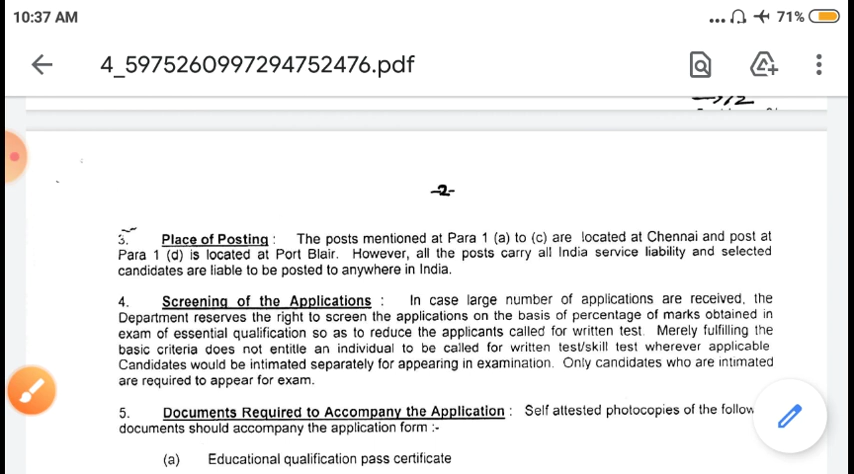 10:37 AM
71%
4_5975260997294752476.pdf
-2-
3. Place of Posting : The posts mentioned at Para 1 (a) to (c) are located at Chennai and post at
Para 1 (d) is located at Port Blair. However, all the posts carry all India service liability and selected
candidates are liable to be posted to anywhere in India.
4. Screening of the Applications : In case large number of applications are received, the
Department reserves the right to screen the applications on the basis of percentage of marks obtained in
exam of essential qualification so as to reduce the applicants called for written test. Merely fulfilling the
basic criteria does not entitle an individual to be called for written test/skill test wherever applicable
Candidates would be intimated separately for appearing in examination. Only candidates who are intimated
are required to appear for exam.
5. Documents Required to Accompany the Application : Self attested photocopies of the follow
documents should accompany the application form :-
(a) Educational qualification pass certificate